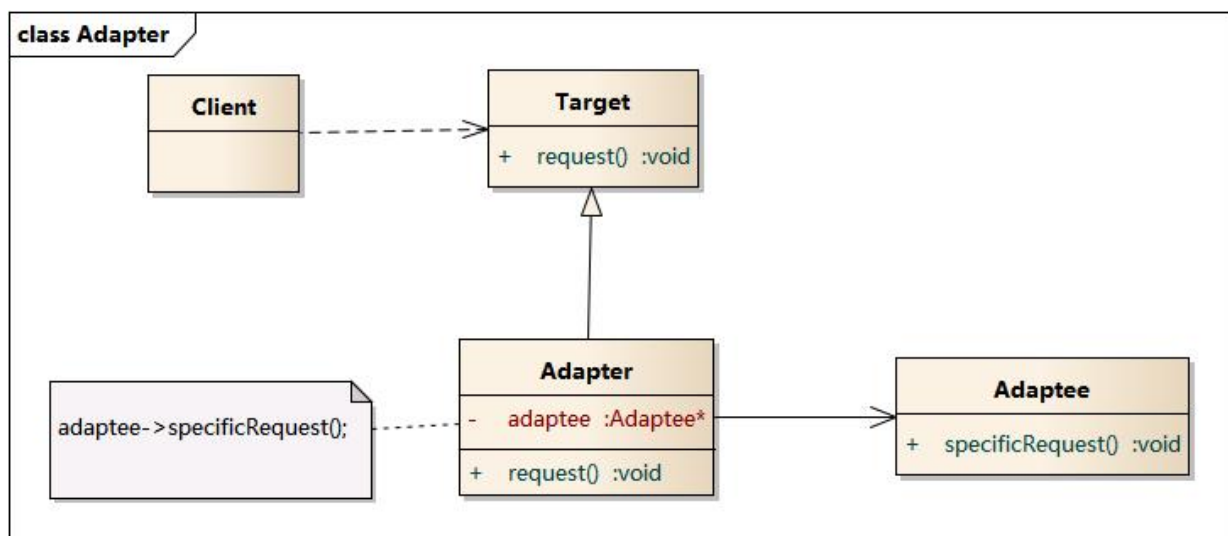 class Adapter
Client
Target
+ request() :void
Adapter
- adaptee :Adaptee*
+ request() :void
adaptee->specificRequest();
Adaptee
+ specificRequest() :void